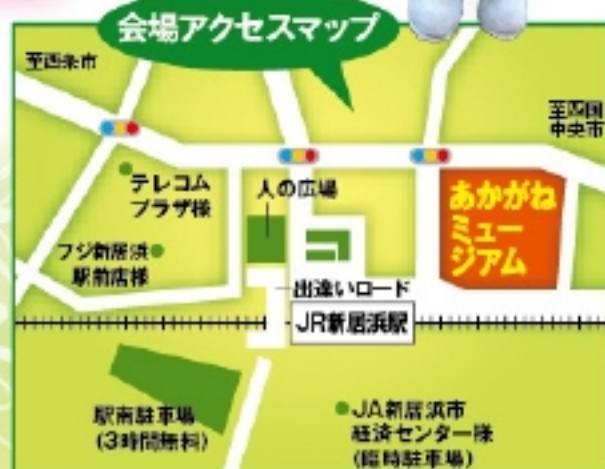 会場アクセスマップ
至西条市
至四国
中央市
テレコム
プラザ様
人の広場
あかがね
ミュー
ジアム
フジ新居浜
駅前店様
出逢いロード
JR新居浜駅
駅南駐車場
(3時間無料)
JA新居浜市
経済センター様
(臨時駐車場)